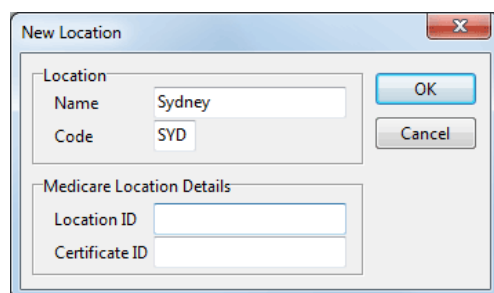 New Location
Location
Name Sydney
Code SYD
OK
Cancel
Medicare Location Details
Location ID
Certificate ID